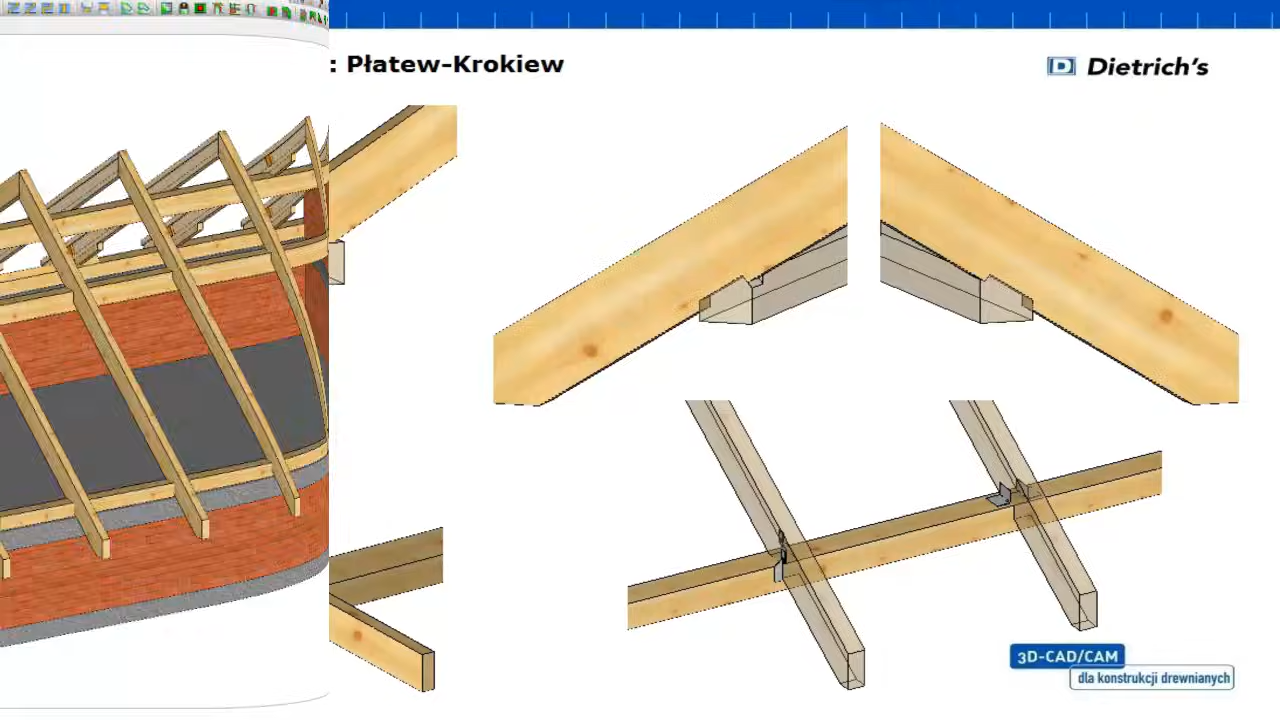 : Płatew-Krokiew
D Dietrich's
3D-CAD/CAM
dla konstrukcji drewnianych